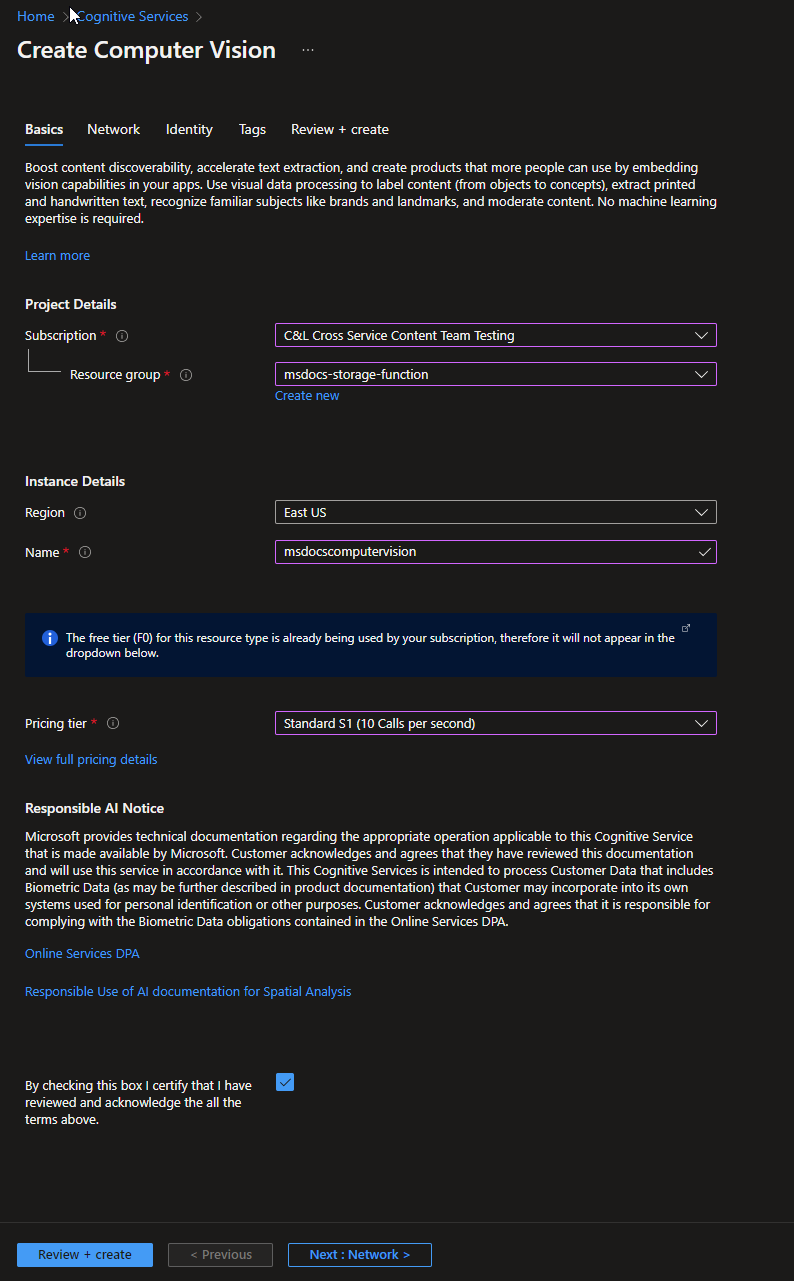 Home > Cognitive Services >
Create Computer Vision ...
Basics Network Identity Tags Review + create
Boost content discoverability, accelerate text extraction, and create products that more people can use by embedding
vision capabilities in your apps. Use visual data processing to label content (from objects to concepts), extract printed
and handwritten text, recognize familiar subjects like brands and landmarks, and moderate content. No machine learning
expertise is required.
Learn more
Project Details
Subscription * C&L Cross Service Content Team Testing
Resource group * msdocs-storage-function
Create new
Instance Details
Region East US
Name * msdocscomputervision
The free tier (F0) for this resource type is already being used by your subscription, therefore it will not appear in the
dropdown below.
Pricing tier * Standard S1 (10 Calls per second)
View full pricing details
Responsible AI Notice
Microsoft provides technical documentation regarding the appropriate operation applicable to this Cognitive Service
that is made available by Microsoft. Customer acknowledges and agrees that they have reviewed this documentation
and will use this service in accordance with it. This Cognitive Services is intended to process Customer Data that includes
Biometric Data (as may be further described in product documentation) that Customer may incorporate into its own
systems used for personal identification or other purposes. Customer acknowledges and agrees that it is responsible for
complying with the Biometric Data obligations contained in the Online Services DPA.
Online Services DPA
Responsible Use of AI documentation for Spatial Analysis
By checking this box I certify that I have
reviewed and acknowledge the all the
terms above.
Review + create < Previous Next : Network >